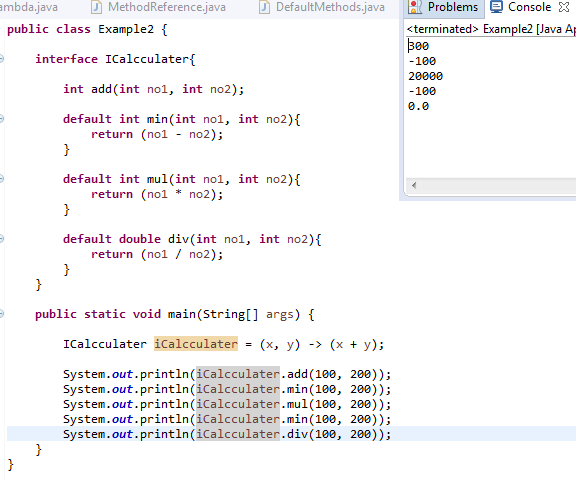 ambda.java MethodReference.java DefaultMethods.java
public class Example2 {
interface ICalcculater{
int add(int no1, int no2);
default int min(int no1, int no2){
return (no1 - no2);
}
default int mul(int no1, int no2){
return (no1 * no2);
}
default double div(int no1, int no2){
return (no1 / no2);
}
}
public static void main(String[] args) {
ICalcculater iCalcculater = (x, y) -> (x + y);
System.out.println(iCalcculater.add(100, 200));
System.out.println(iCalcculater.min(100, 200));
System.out.println(iCalcculater.mul(100, 200));
System.out.println(iCalcculater.min(100, 200));
System.out.println(iCalcculater.div(100, 200));
}
}
Problems Console
<terminated> Example2 [Java Ap
300
-100
20000
-100
0.0